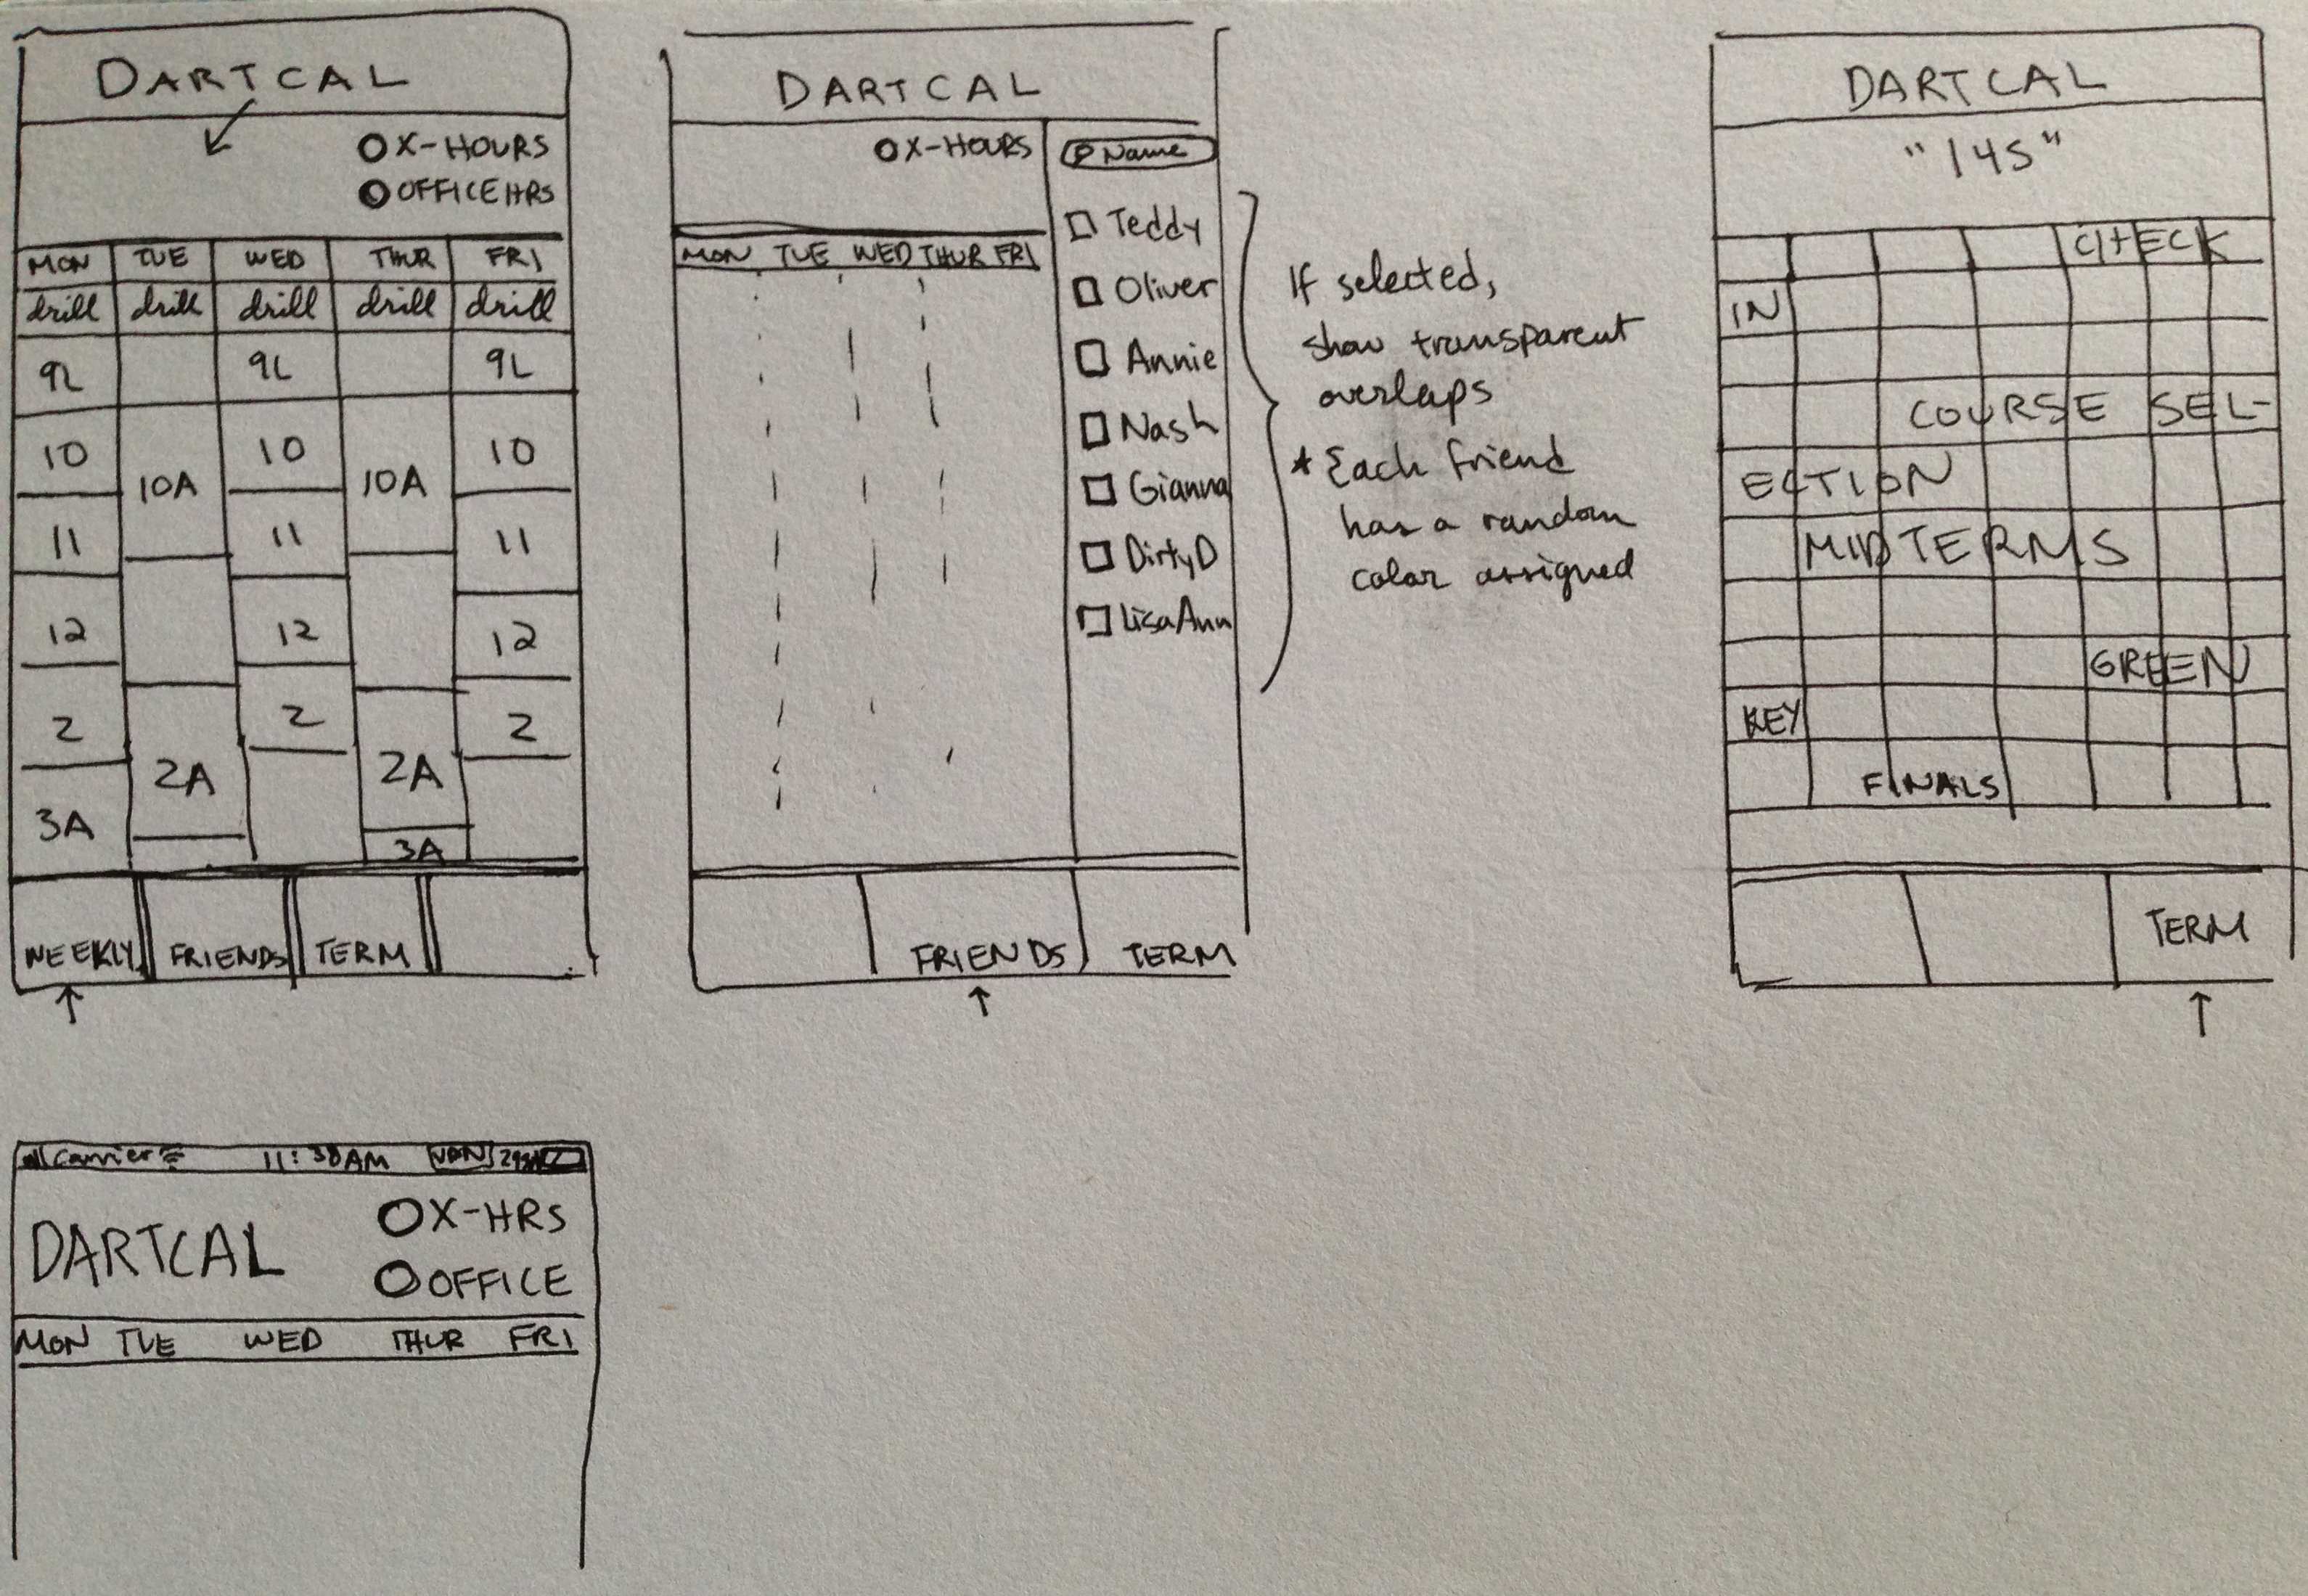 DARTCAL
O X-HOURS
O OFFICE HRS
MON TUE WED THUR FRI
drill drill drill drill drill
9L 9L 9L
10 10A 10 10A 10
11 11 11
12 12 12
2 2A 2 2A 2
3A 3A
WEEKLY FRIENDS TERM
DARTCAL
O X-HOURS
Name
MON TUE WED THUR FRI
Teddy
Oliver
Annie
Nash
Gianna
DirtyD
LisaAnn
FRIENDS TERM
If selected,
show transparent
overlaps
* Each friend
has a random
color assigned
DARTCAL
"14S"
CHECK
IN
COURSE SEL-
ECTION
MIDTERMS
GREEN
KEY
FINALS
TERM
Carrier 11:38AM VPN
DARTCAL
O X-HRS
O OFFICE
MON TUE WED THUR FRI